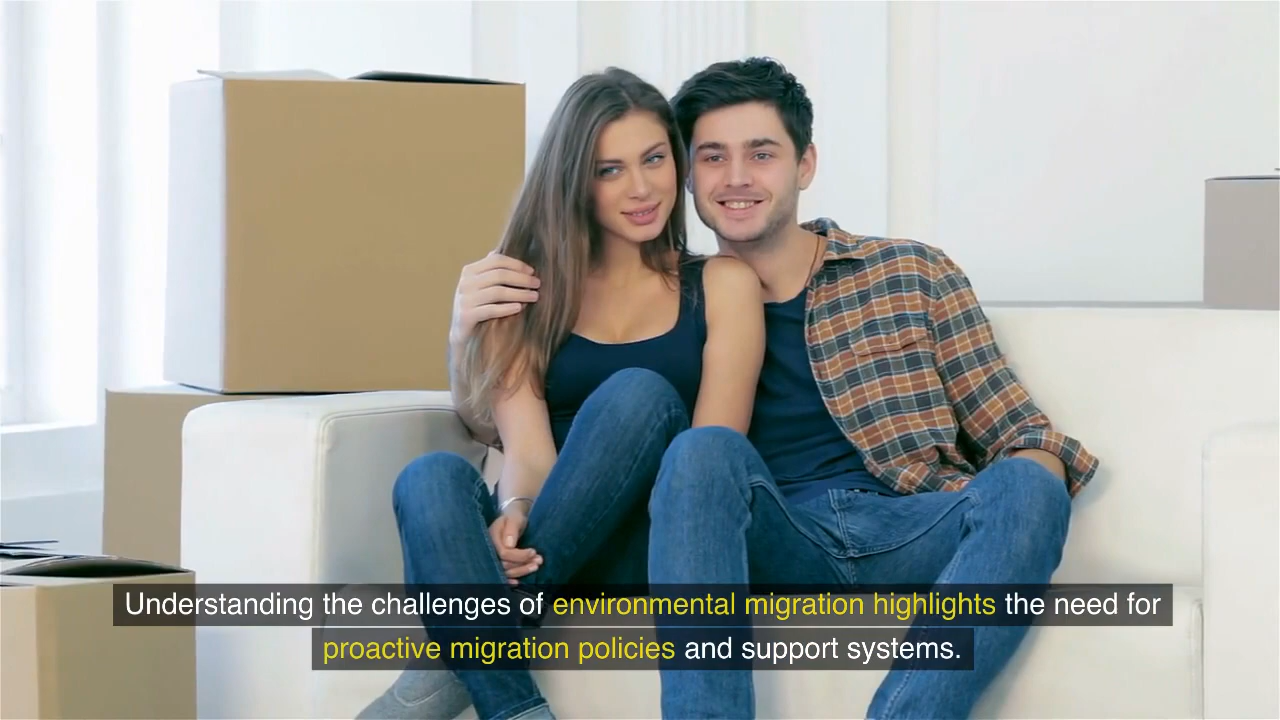 Understanding the challenges of environmental migration highlights the need for
proactive migration policies and support systems.